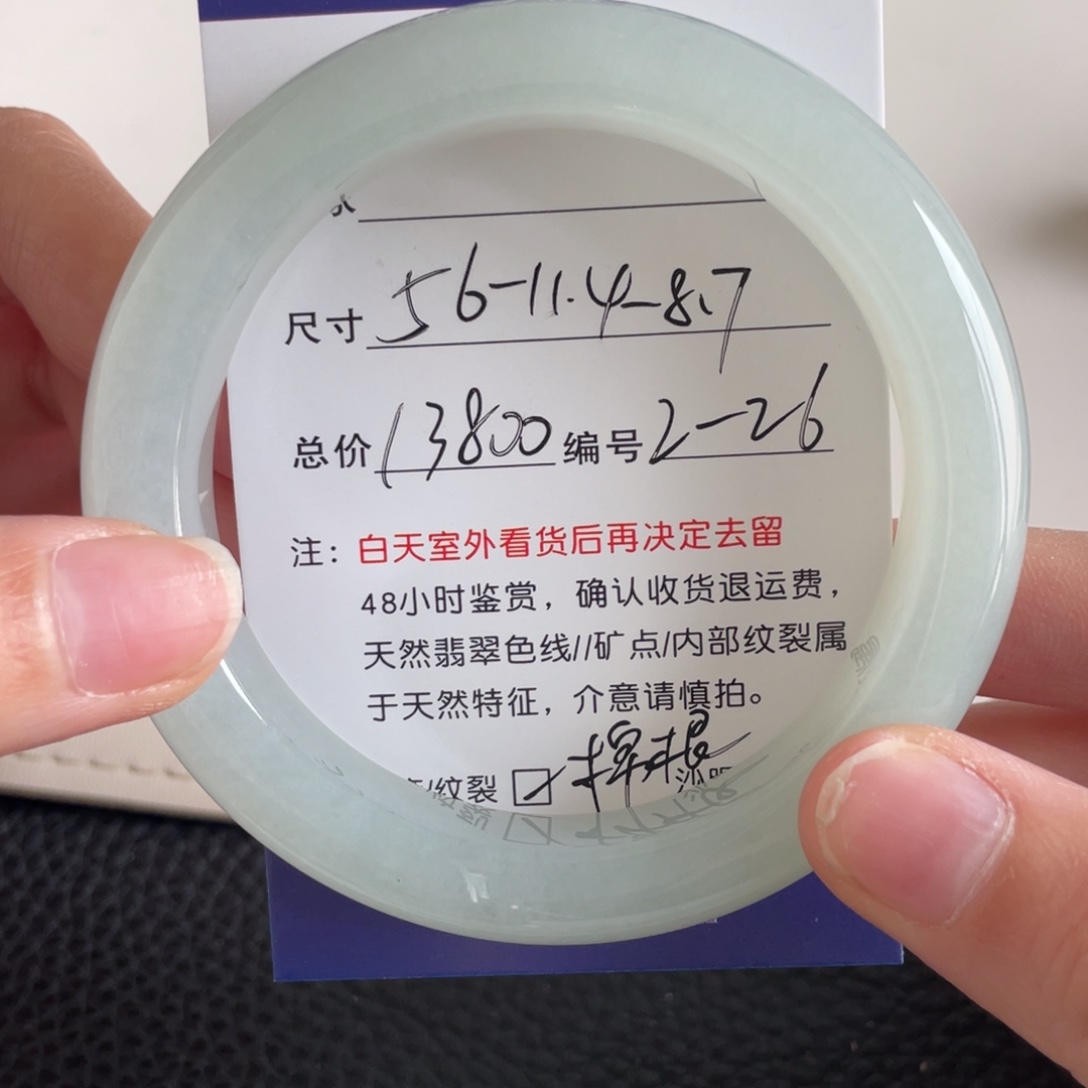 尺寸 56-11.4-8.7
总价 13800 编号 2-26
注：白天室外看货后再决定去留
48小时鉴赏，确认收货退运费，
天然翡翠色线//矿点/内部纹裂属
于天然特征，介意请慎拍。
/纹裂 ☑ 棉根